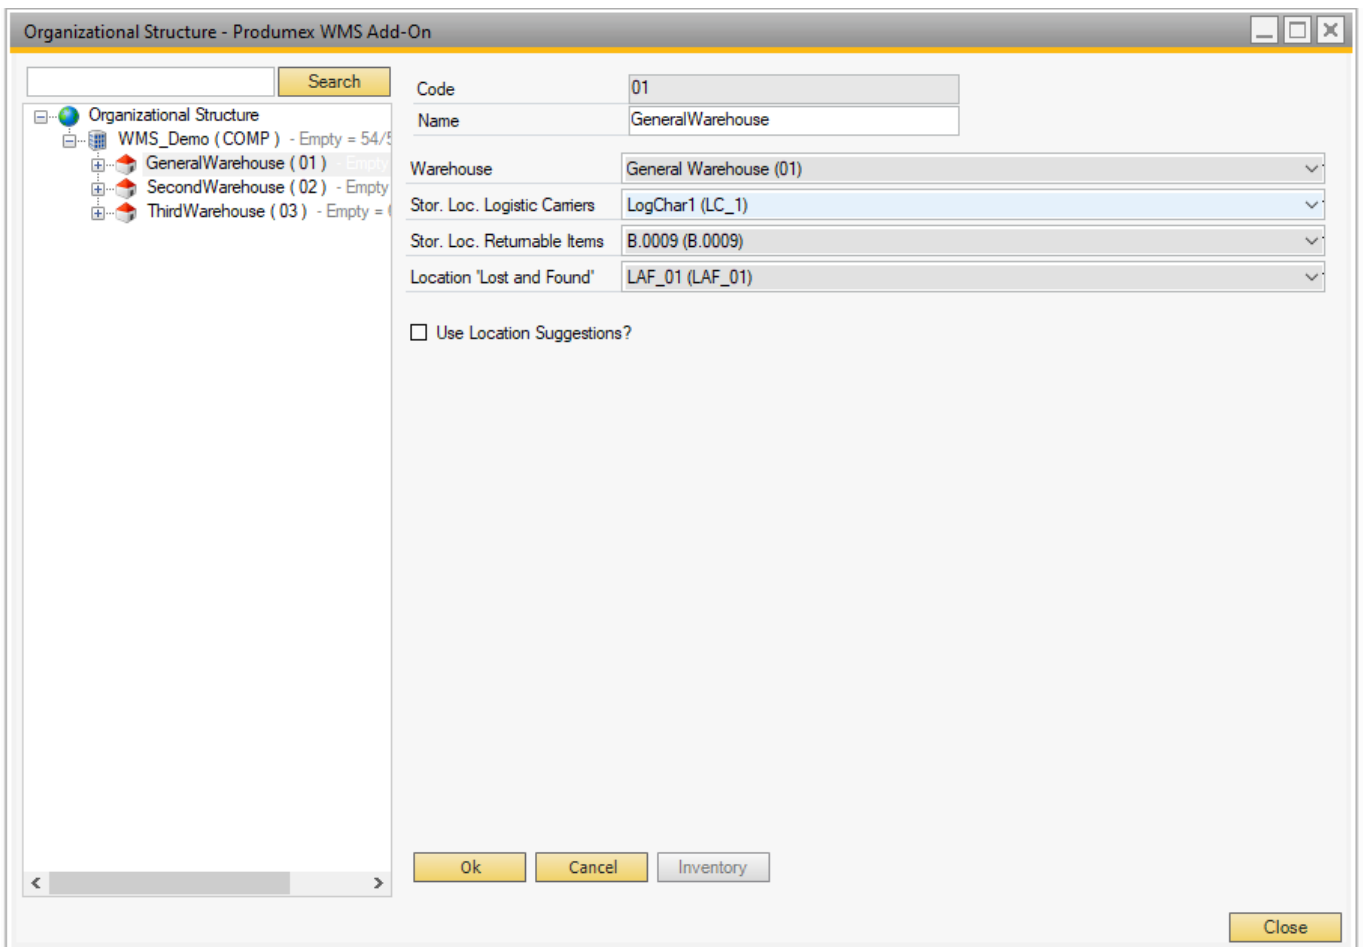 Organizational Structure - Produmex WMS Add-On
Search
Organizational Structure
WMS_Demo ( COMP ) - Empty = 54/
GeneralWarehouse ( 01 ) - Empty
SecondWarehouse ( 02 ) - Empty
ThirdWarehouse ( 03 ) - Empty =
Code 01
Name GeneralWarehouse
Warehouse General Warehouse (01)
Stor. Loc. Logistic Carriers LogChar1 (LC_1)
Stor. Loc. Returnable Items B.0009 (B.0009)
Location 'Lost and Found' LAF_01 (LAF_01)
Use Location Suggestions?
Ok Cancel Inventory
Close